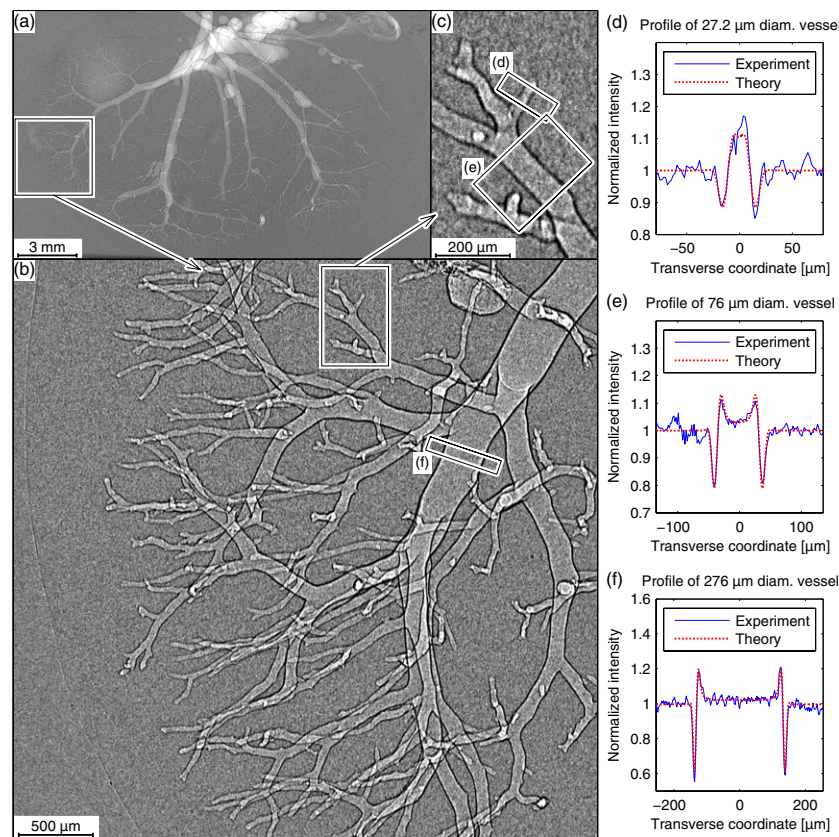 (a)
3 mm
(c)
(d)
(e)
200 µm
(b)
(f)
500 µm
(d) Profile of 27.2 µm diam. vessel
Experiment
Theory
1.3
1.2
1.1
1
0.9
0.8
Normalized intensity
−50 0 50
Transverse coordinate [µm]
(e) Profile of 76 µm diam. vessel
Experiment
Theory
1.4
1.3
1.2
1.1
1
0.9
0.8
0.7
Normalized intensity
−100 0 100
Transverse coordinate [µm]
(f) Profile of 276 µm diam. vessel
Experiment
Theory
1.6
1.4
1.2
1
0.8
0.6
Normalized intensity
−200 0 200
Transverse coordinate [µm]